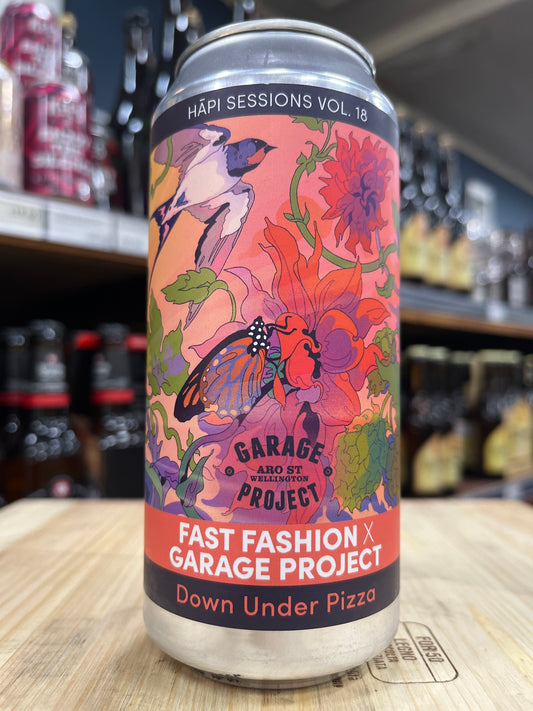 HĀPI SESSIONS VOL. 18
GARAGE
ARO ST
WELLINGTON
PROJECT
FAST FASHION X
GARAGE PROJECT
Down Under Pizza